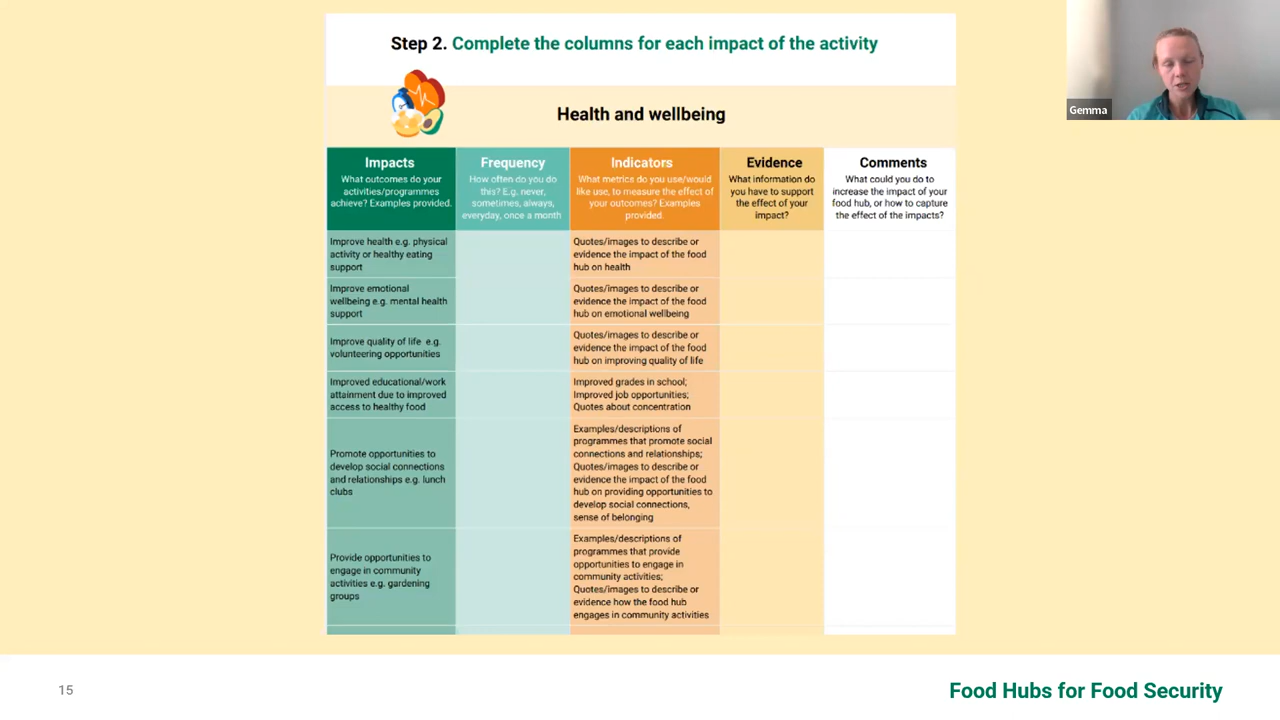 Step 2. Complete the columns for each impact of the activity
Gemma
Health and wellbeing
Impacts
What outcomes do your
activities/programmes
achieve? Examples provided.
Frequency
How often do you do
this? E.g. never,
sometimes, always,
everyday, once a month
Indicators
What metrics do you use/would
like use, to measure the effect of
your outcomes? Examples
provided.
Evidence
What information do
you have to support
the effect of your
impact?
Comments
What could you do to
increase the impact of your
food hub, or how to capture
the effect of the impacts?
Improve health e.g. physical
activity or healthy eating
support
Quotes/images to describe or
evidence the impact of the food
hub on health
Improve emotional
wellbeing e.g. mental health
support
Quotes/images to describe or
evidence the impact of the food
hub on emotional wellbeing
Improve quality of life e.g.
volunteering opportunities
Quotes/images to describe or
evidence the impact of the food
hub on improving quality of life
Improved educational/work
attainment due to improved
access to healthy food
Improved grades in school;
Improved job opportunities;
Quotes about concentration
Promote opportunities to
develop social connections
and relationships e.g. lunch
clubs
Examples/descriptions of
programmes that promote social
connections and relationships;
Quotes/images to describe or
evidence the impact of the food
hub on providing opportunities to
develop social connections,
sense of belonging
Provide opportunities to
engage in community
activities e.g. gardening
groups
Examples/descriptions of
programmes that provide
opportunities to engage in
community activities;
Quotes/images to describe or
evidence how the food hub
engages in community activities
15
Food Hubs for Food Security